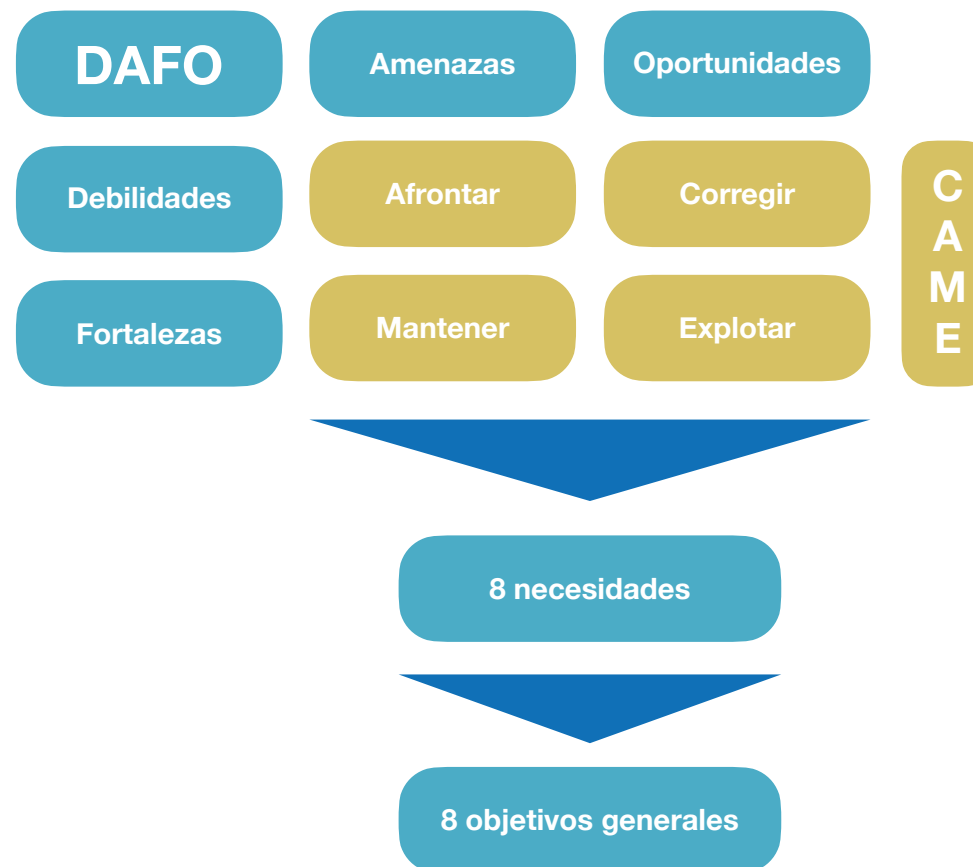 DAFO
Amenazas
Oportunidades
Debilidades
Afrontar
Corregir
C
A
M
E
Fortalezas
Mantener
Explotar
8 necesidades
8 objetivos generales